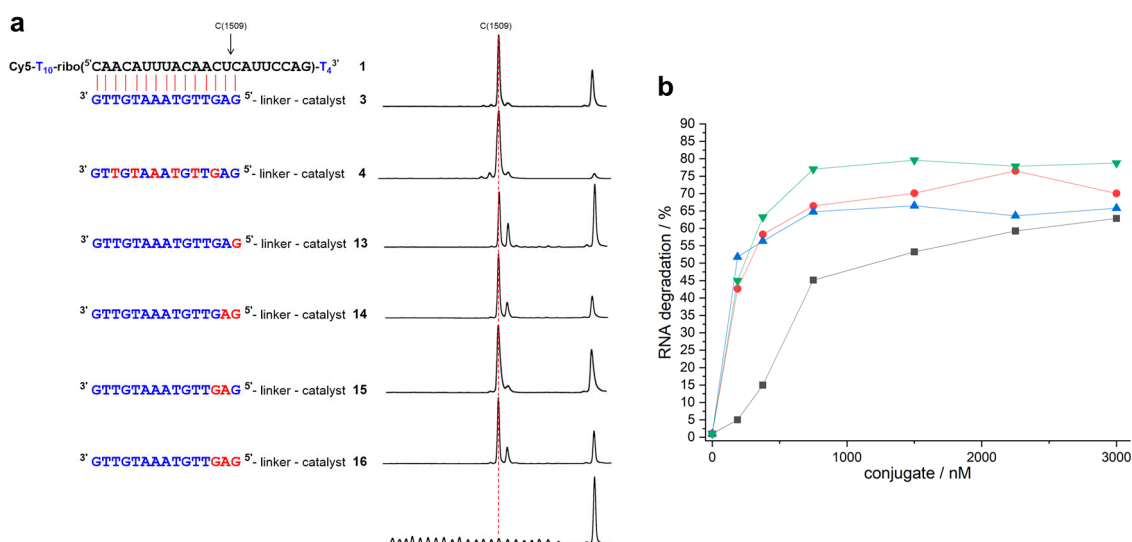 a
C(1509)
C(1509)
Cy5-T10-ribo(5'CAACAUUUACAACUCAUUCCAG)-T4 3' 1
3' GTTGTAAATGTTGAG 5'- linker - catalyst 3
3' GTTGTAAATGTTGAG 5'- linker - catalyst 4
3' GTTGTAAATGTTGAG 5'- linker - catalyst 13
3' GTTGTAAATGTTGAG 5'- linker - catalyst 14
3' GTTGTAAATGTTGAG 5'- linker - catalyst 15
3' GTTGTAAATGTTGAG 5'- linker - catalyst 16
b
90
85
80
75
70
65
60
55
50
45
40
35
30
25
20
15
10
5
0
RNA degradation / %
0 1000 2000 3000
conjugate / nM